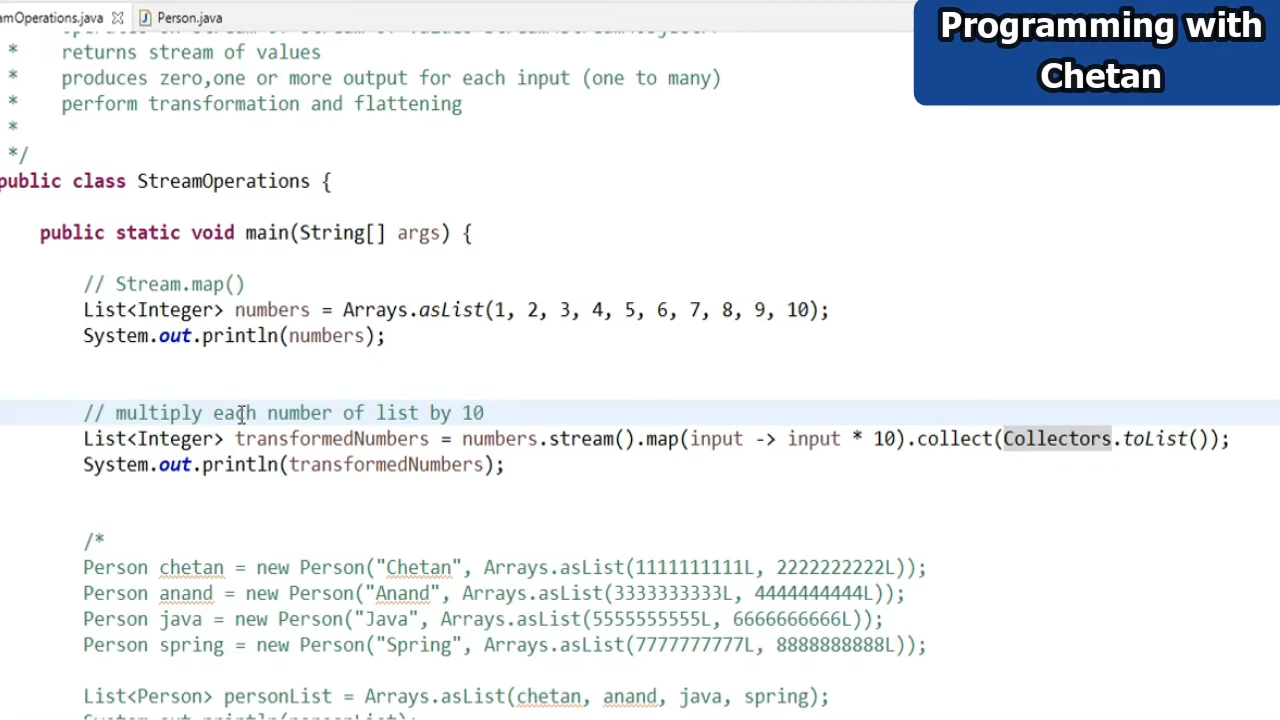 amOperations.java Person.java
Programming with
Chetan
* returns stream of values
* produces zero,one or more output for each input (one to many)
* perform transformation and flattening
*
*/
public class StreamOperations {
public static void main(String[] args) {
// Stream.map()
List<Integer> numbers = Arrays.asList(1, 2, 3, 4, 5, 6, 7, 8, 9, 10);
System.out.println(numbers);
// multiply each number of list by 10
List<Integer> transformedNumbers = numbers.stream().map(input -> input * 10).collect(Collectors.toList());
System.out.println(transformedNumbers);
/*
Person chetan = new Person("Chetan", Arrays.asList(1111111111L, 2222222222L));
Person anand = new Person("Anand", Arrays.asList(3333333333L, 4444444444L));
Person java = new Person("Java", Arrays.asList(5555555555L, 6666666666L));
Person spring = new Person("Spring", Arrays.asList(7777777777L, 8888888888L));
List<Person> personList = Arrays.asList(chetan, anand, java, spring);